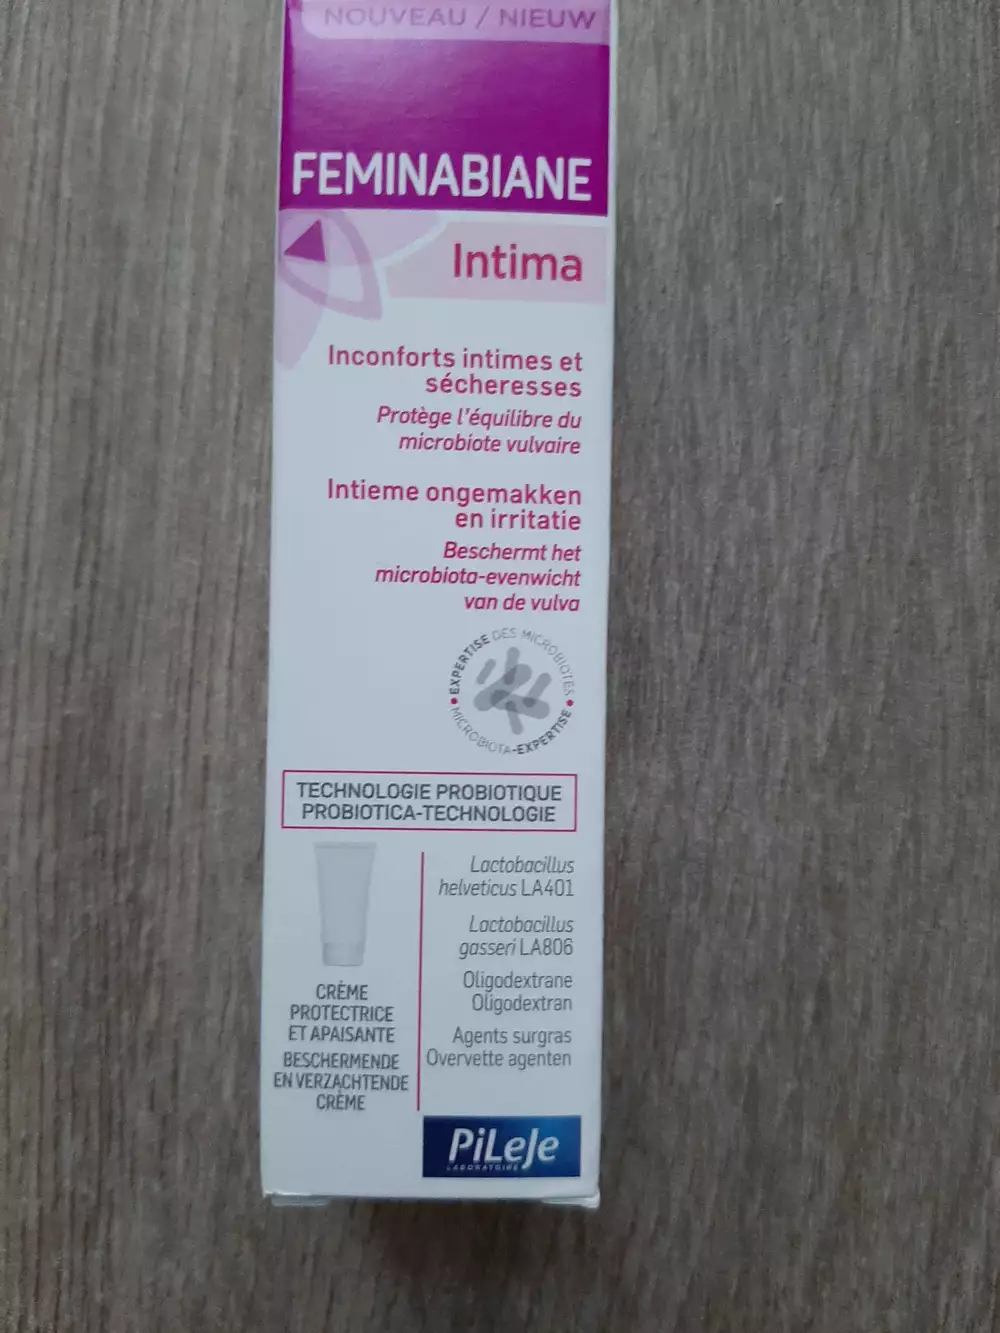 NOUVEAU / NIEUW
FEMINABIANE
Intima
Inconforts intimes et
sécheresses
Protège l'équilibre du
microbiote vulvaire
Intieme ongemakken
en irritatie
Beschermt het
microbiota-evenwicht
van de vulva
• EXPERTISE DES MICROBIOTES •
MICROBIOTA-EXPERTISE
TECHNOLOGIE PROBIOTIQUE
PROBIOTICA-TECHNOLOGIE
Lactobacillus
helveticus LA401
Lactobacillus
gasseri LA806
Oligodextrane
Oligodextran
Agents surgras
Overvette agenten
CRÈME
PROTECTRICE
ET APAISANTE
BESCHERMENDE
EN VERZACHTENDE
CRÈME
PiLeJe
LABORATOIRE